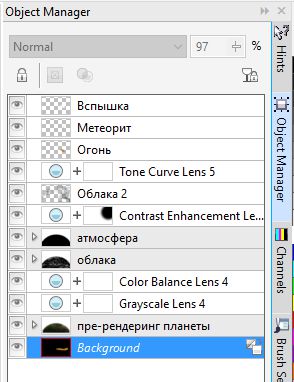 Object Manager
Normal
97
%
Вспышка
Метеорит
Огонь
Tone Curve Lens 5
Облака 2
Contrast Enhancement Le...
атмосфера
облака
Color Balance Lens 4
Grayscale Lens 4
пре-рендеринг планеты
Background
Hints
Object Manager
Channels
Brush Se